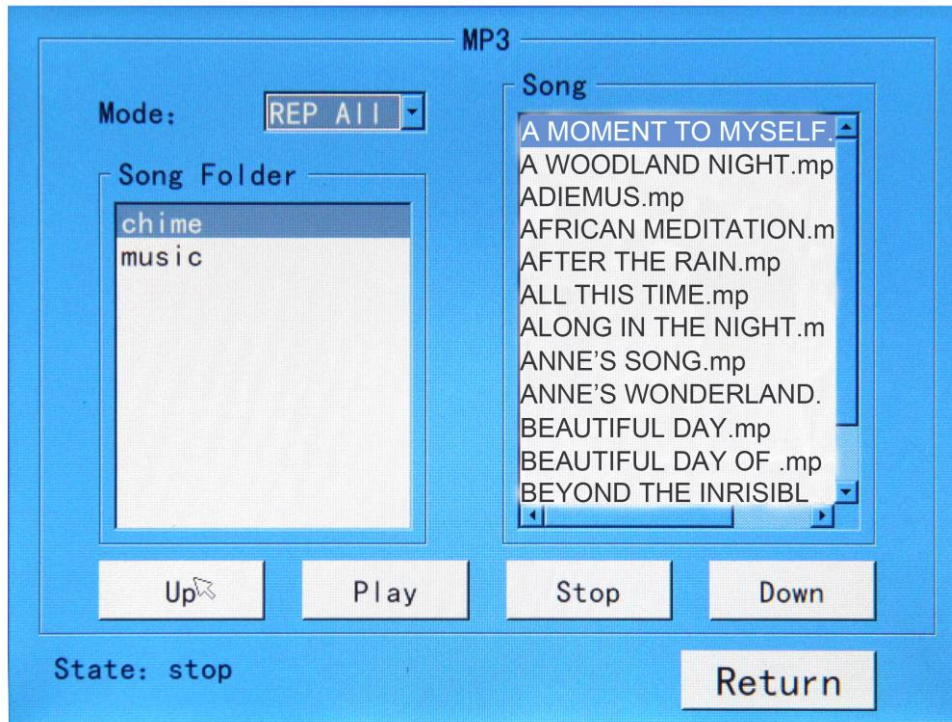 MP3
Mode: REP All
Song Folder
chime
music
Song
A MOMENT TO MYSELF.
A WOODLAND NIGHT.mp
ADIEMUS.mp
AFRICAN MEDITATION.m
AFTER THE RAIN.mp
ALL THIS TIME.mp
ALONG IN THE NIGHT.m
ANNE’S SONG.mp
ANNE’S WONDERLAND.
BEAUTIFUL DAY.mp
BEAUTIFUL DAY OF .mp
BEYOND THE INRISIBL
Up Play Stop Down
State: stop
Return